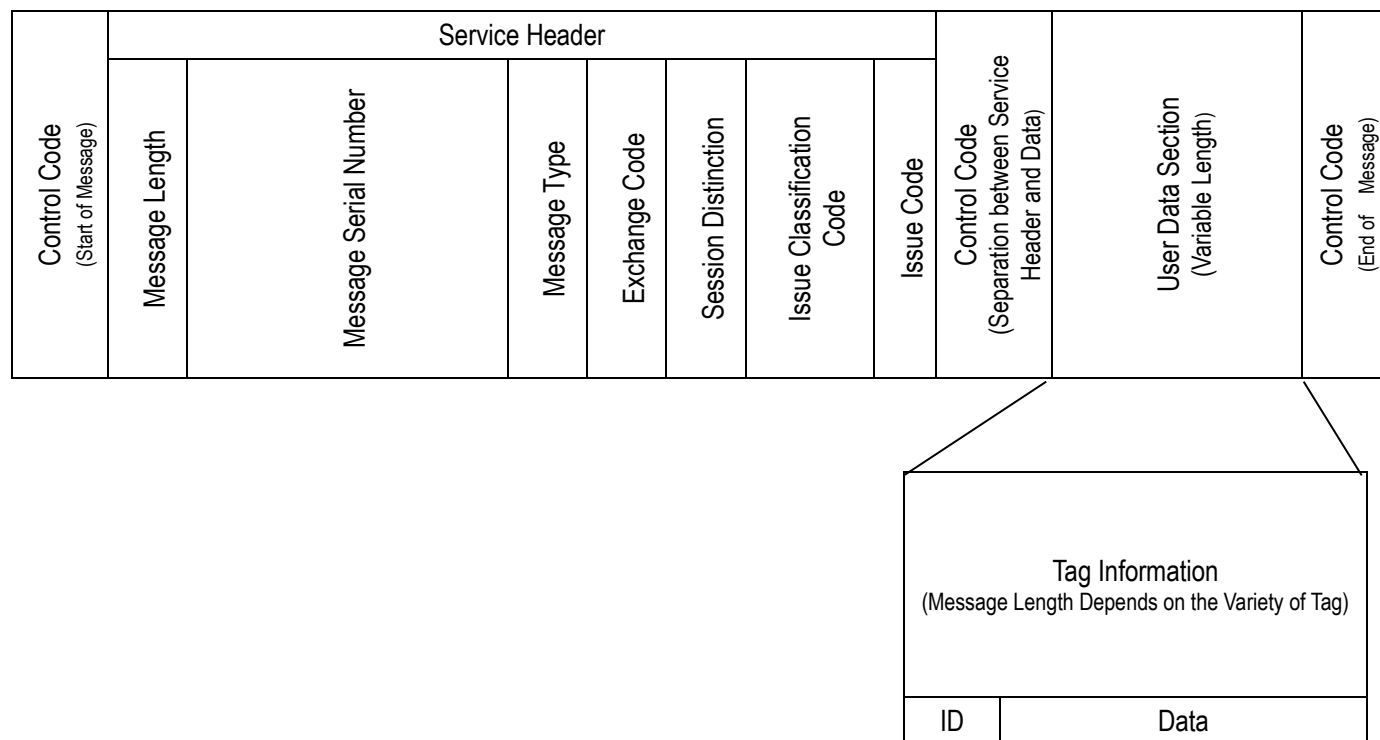 Service Header
Control Code
(Start of Message)
Message Length
Message Serial Number
Message Type
Exchange Code
Session Distinction
Issue Classification
Code
Issue Code
Control Code
(Separation between Service
Header and Data)
User Data Section
(Variable Length)
Control Code
(End of Message)
Tag Information
(Message Length Depends on the Variety of Tag)
ID
Data